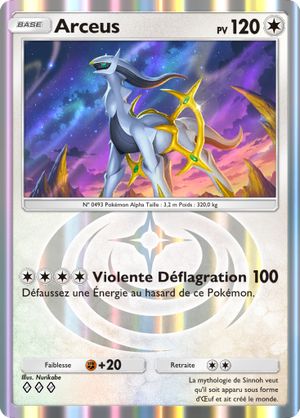 BASE Arceus PV 120
N° 0493 Pokémon Alpha Taille : 3,2 m Poids : 320,0 kg
Violente Déflagration 100
Défaussez une Énergie au hasard de ce Pokémon.
Illus. Nurikabe
Faiblesse +20 Retraite
La mythologie de Sinnoh veut
qu'il soit apparu sous forme
d'Œuf et ait créé le monde.